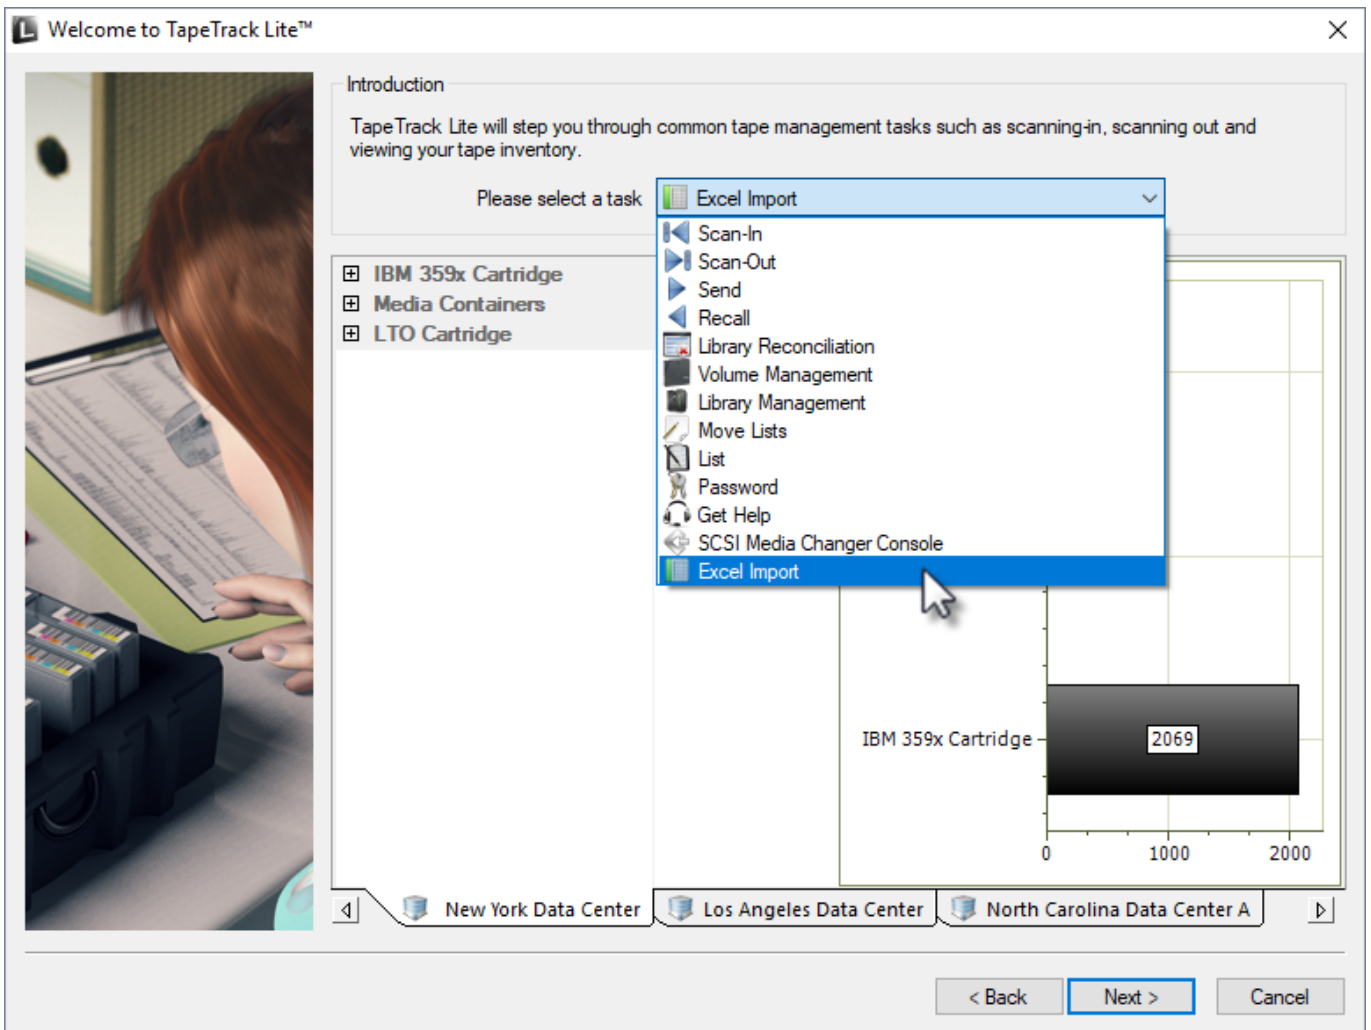 Welcome to TapeTrack Lite™
Introduction
TapeTrack Lite will step you through common tape management tasks such as scanning-in, scanning out and
viewing your tape inventory.
Please select a task
Excel Import
Scan-In
Scan-Out
Send
Recall
Library Reconciliation
Volume Management
Library Management
Move Lists
List
Password
Get Help
SCSI Media Changer Console
Excel Import
IBM 359x Cartridge
Media Containers
LTO Cartridge
IBM 359x Cartridge
2069
0 1000 2000
New York Data Center Los Angeles Data Center North Carolina Data Center A
< Back Next > Cancel